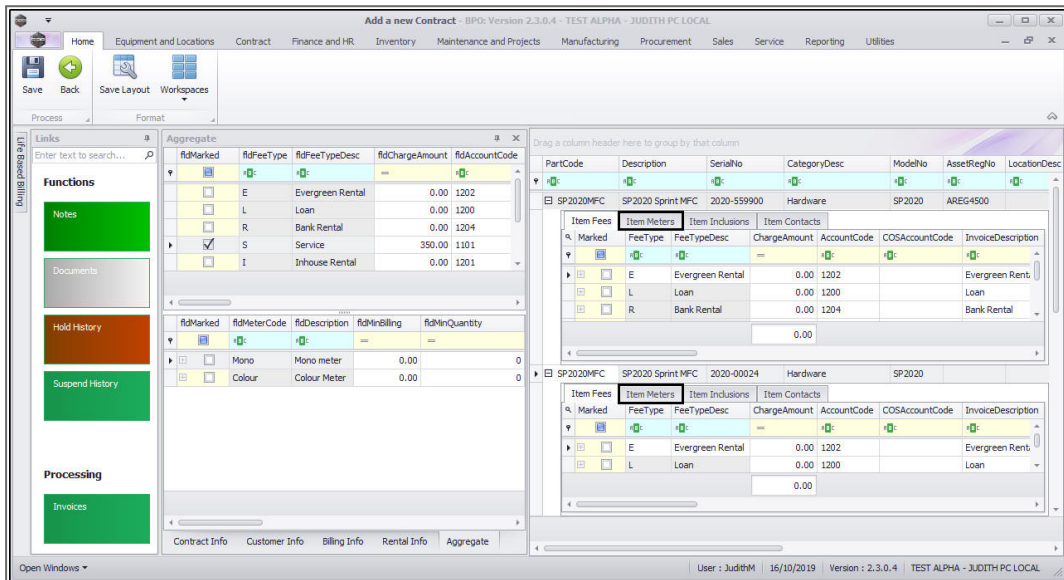 Add a new Contract - BPO: Version 2.3.0.4 - TEST ALPHA - JUDITH PC LOCAL
Home Equipment and Locations Contract Finance and HR Inventory Maintenance and Projects Manufacturing Procurement Sales Service Reporting Utilities
Save Back Save Layout Workspaces
Process Format
Life Based Billing
Links
Enter text to search...
Functions
Notes
Documents
Hold History
Suspend History
Processing
Invoices
Aggregate
fldMarked fldFeeType fldFeeTypeDesc fldChargeAmount fldAccountCode
E Evergreen Rental 0.00 1202
L Loan 0.00 1200
R Bank Rental 0.00 1204
S Service 350.00 1101
I Inhouse Rental 0.00 1201
fldMarked fldMeterCode fldDescription fldMinBilling fldMinQuantity
Mono Mono meter 0.00 0
Colour Colour Meter 0.00 0
Contract Info Customer Info Billing Info Rental Info Aggregate
Drag a column header here to group by that column
PartCode Description SerialNo CategoryDesc ModelNo AssetRegNo LocationDesc
SP2020MFC SP2020 Sprint MFC 2020-559900 Hardware SP2020 AREG4500
Item Fees Item Meters Item Inclusions Item Contacts
Marked FeeType FeeTypeDesc ChargeAmount AccountCode COSAccountCode InvoiceDescription
E Evergreen Rental 0.00 1202 Evergreen Renta
L Loan 0.00 1200 Loan
R Bank Rental 0.00 1204 Bank Rental
0.00
SP2020MFC SP2020 Sprint MFC 2020-00024 Hardware SP2020
Item Fees Item Meters Item Inclusions Item Contacts
Marked FeeType FeeTypeDesc ChargeAmount AccountCode COSAccountCode InvoiceDescription
E Evergreen Rental 0.00 1202 Evergreen Renta
L Loan 0.00 1200 Loan
0.00
Open Windows User : JudithM 16/10/2019 Version : 2.3.0.4 TEST ALPHA - JUDITH PC LOCAL